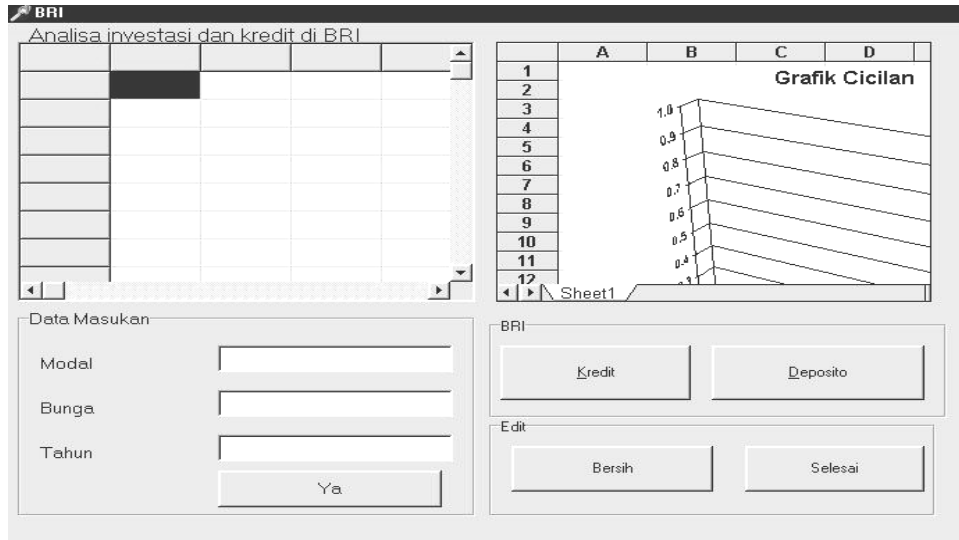 BRI
Analisa investasi dan kredit di BRI
A B C D
1
2
3
4
5
6
7
8
9
10
11
12
Grafik Cicilan
1.0
0.9
0.8
0.7
0.6
0.5
0.4
Sheet1
Data Masukan
Modal
Bunga
Tahun
Ya
BRI
Kredit Deposito
Edit
Bersih Selesai